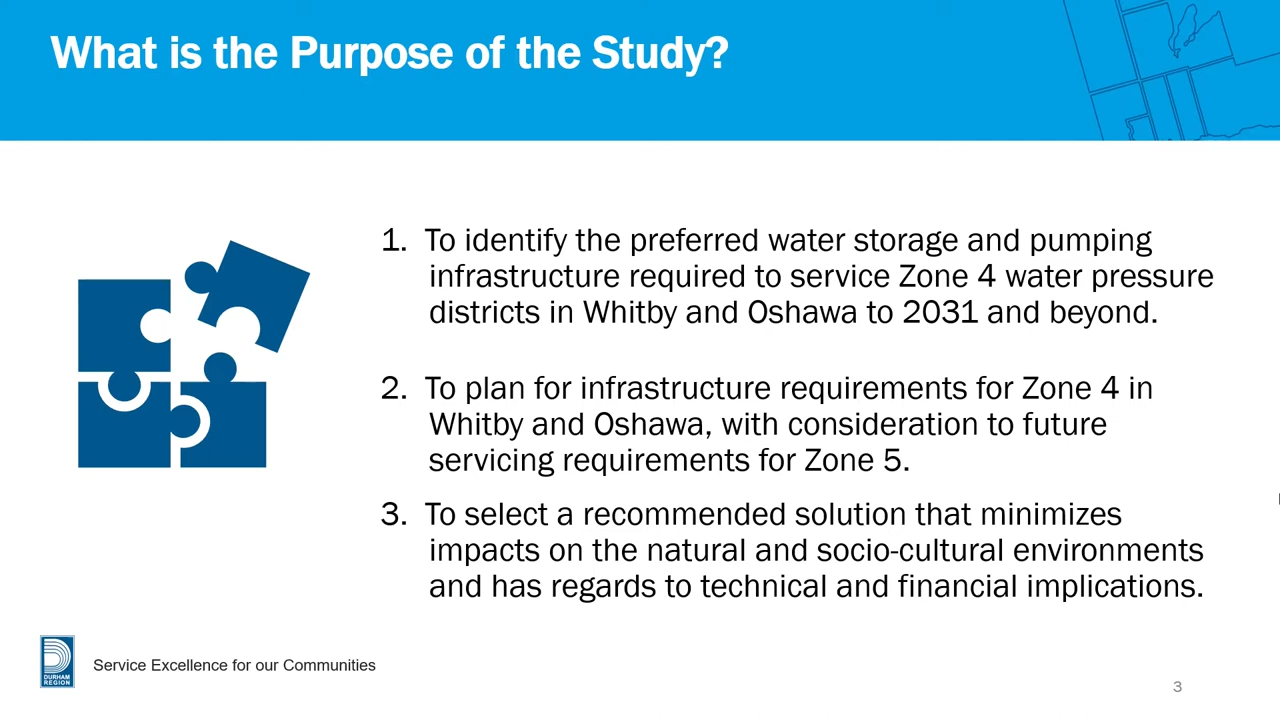 What is the Purpose of the Study?
1. To identify the preferred water storage and pumping
infrastructure required to service Zone 4 water pressure
districts in Whitby and Oshawa to 2031 and beyond.
2. To plan for infrastructure requirements for Zone 4 in
Whitby and Oshawa, with consideration to future
servicing requirements for Zone 5.
3. To select a recommended solution that minimizes
impacts on the natural and socio-cultural environments
and has regards to technical and financial implications.
DURHAM
REGION
Service Excellence for our Communities
3